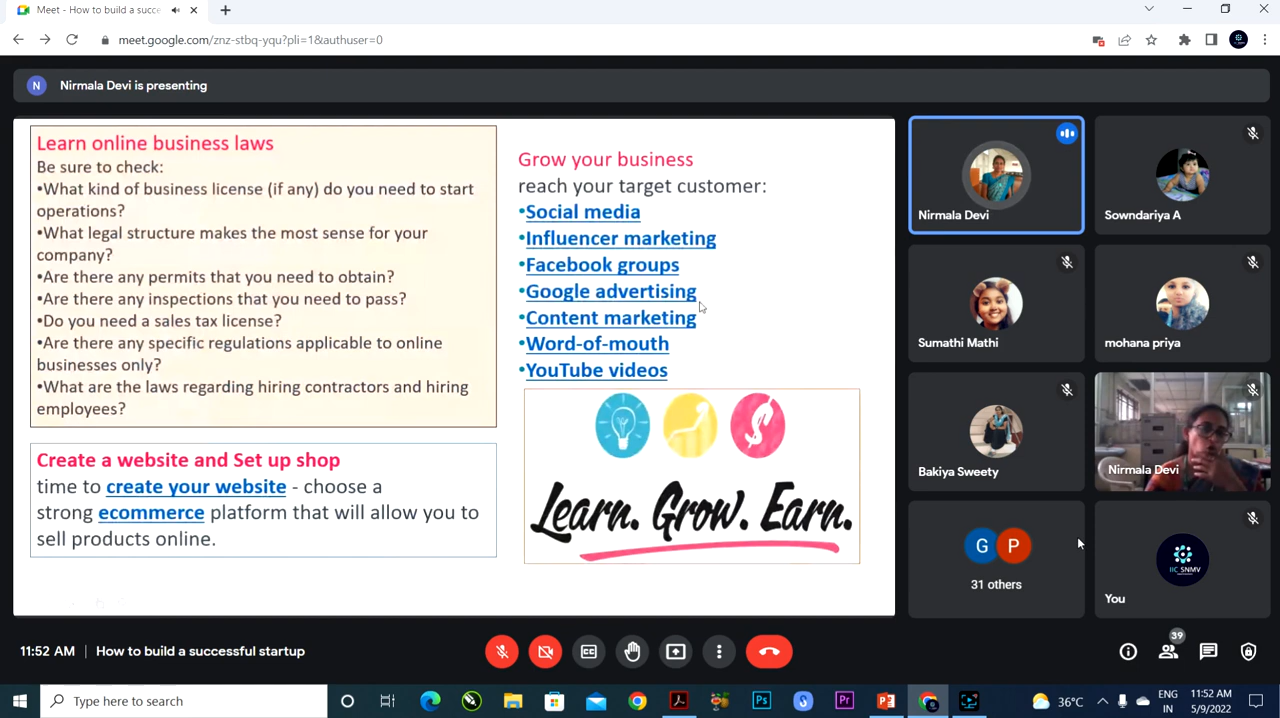 Meet - How to build a succe
meet.google.com/znz-stbq-yqu?pli=1&authuser=0
N
Nirmala Devi is presenting
Learn online business laws
Be sure to check:
•What kind of business license (if any) do you need to start
operations?
•What legal structure makes the most sense for your
company?
•Are there any permits that you need to obtain?
•Are there any inspections that you need to pass?
•Do you need a sales tax license?
•Are there any specific regulations applicable to online
businesses only?
•What are the laws regarding hiring contractors and hiring
employees?
Create a website and Set up shop
time to create your website - choose a
strong ecommerce platform that will allow you to
sell products online.
Grow your business
reach your target customer:
•Social media
•Influencer marketing
•Facebook groups
•Google advertising
•Content marketing
•Word-of-mouth
•YouTube videos
Learn. Grow. Earn.
Nirmala Devi
Sowndariya A
Sumathi Mathi
mohana priya
Bakiya Sweety
Nirmala Devi
G P
31 others
IIC_SNMV
You
11:52 AM | How to build a successful startup
CC
39
Type here to search
Ps
S
Pr
36°C
ENG
IN
11:52 AM
5/9/2022